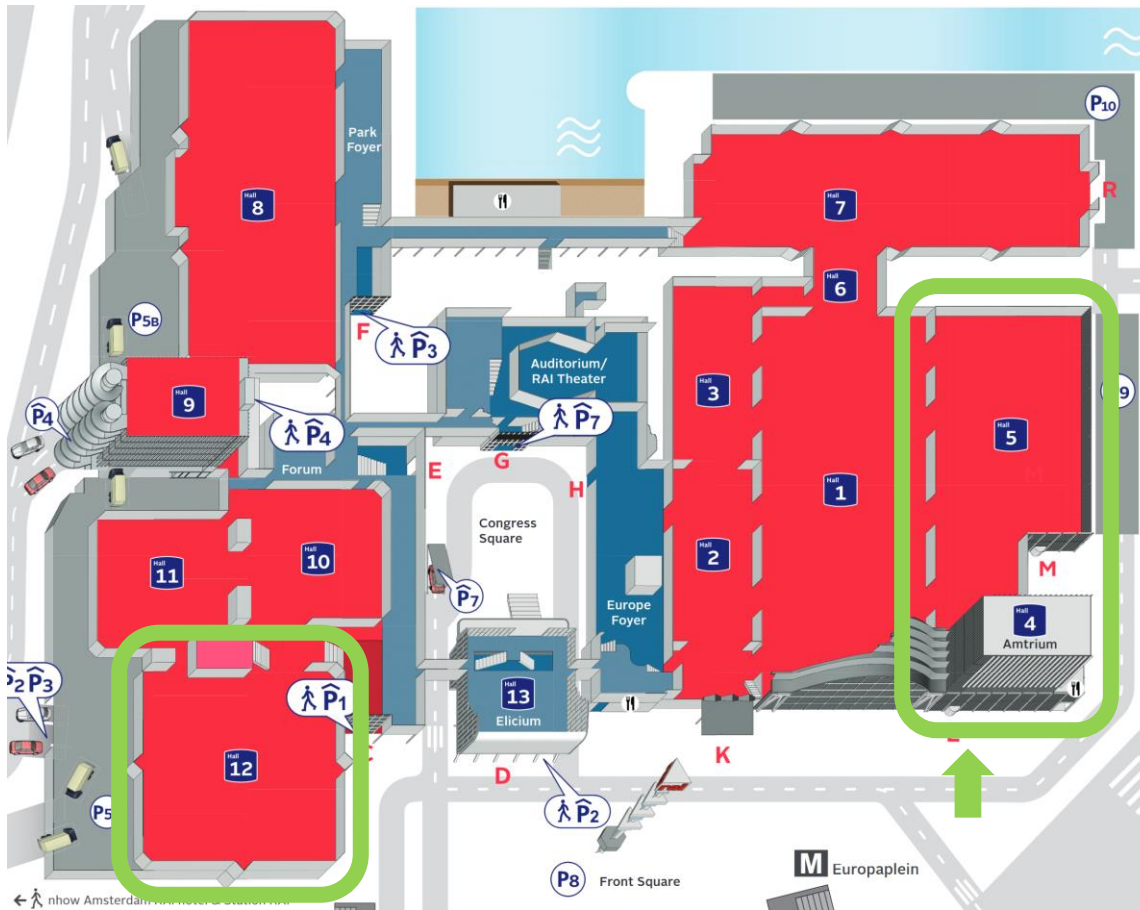 P10
Park
Foyer
Hall
8
Hall
7
R
Hall
6
P5B
F
P3
Auditorium/
RAI Theater
Hall
3
9
Hall
9
P4
P4
P7
Hall
5
Forum
E
G
H
M
Hall
1
Congress
Square
Hall
11
Hall
10
Hall
2
M
P7
Europe
Foyer
Hall
4
Amtrium
P2 P3
P1
Hall
13
Elicium
Hall
12
K
D
P5
P2
P8
Front Square
M Europaplein
nhow Amsterdam RAI hotel & Station RAI